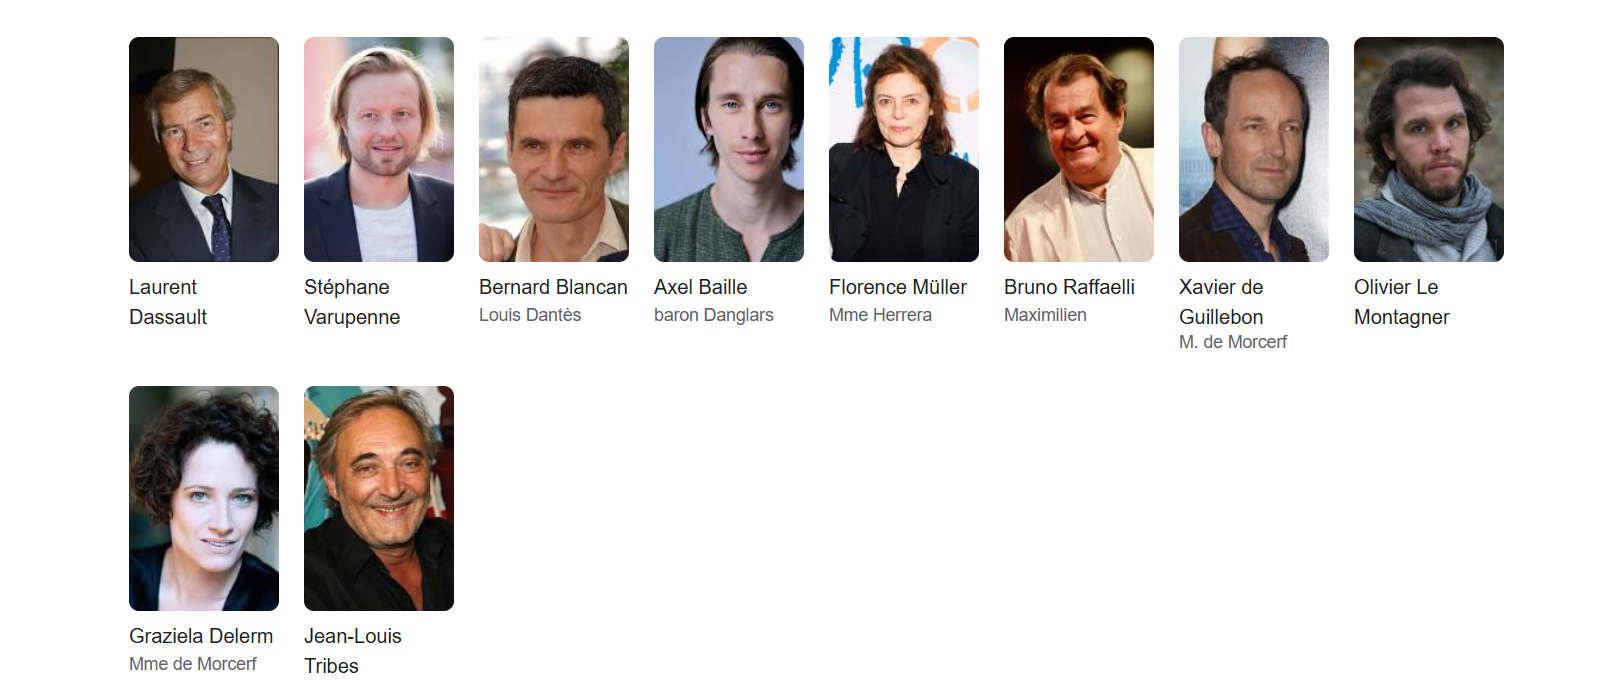 Laurent
Dassault
Stéphane
Varupenne
Bernard Blancan
Louis Dantès
Axel Baille
baron Danglars
Florence Müller
Mme Herrera
Bruno Raffaelli
Maximilien
Xavier de
Guillebon
M. de Morcerf
Olivier Le
Montagner
Graziela Delerm
Mme de Morcerf
Jean-Louis
Tribes